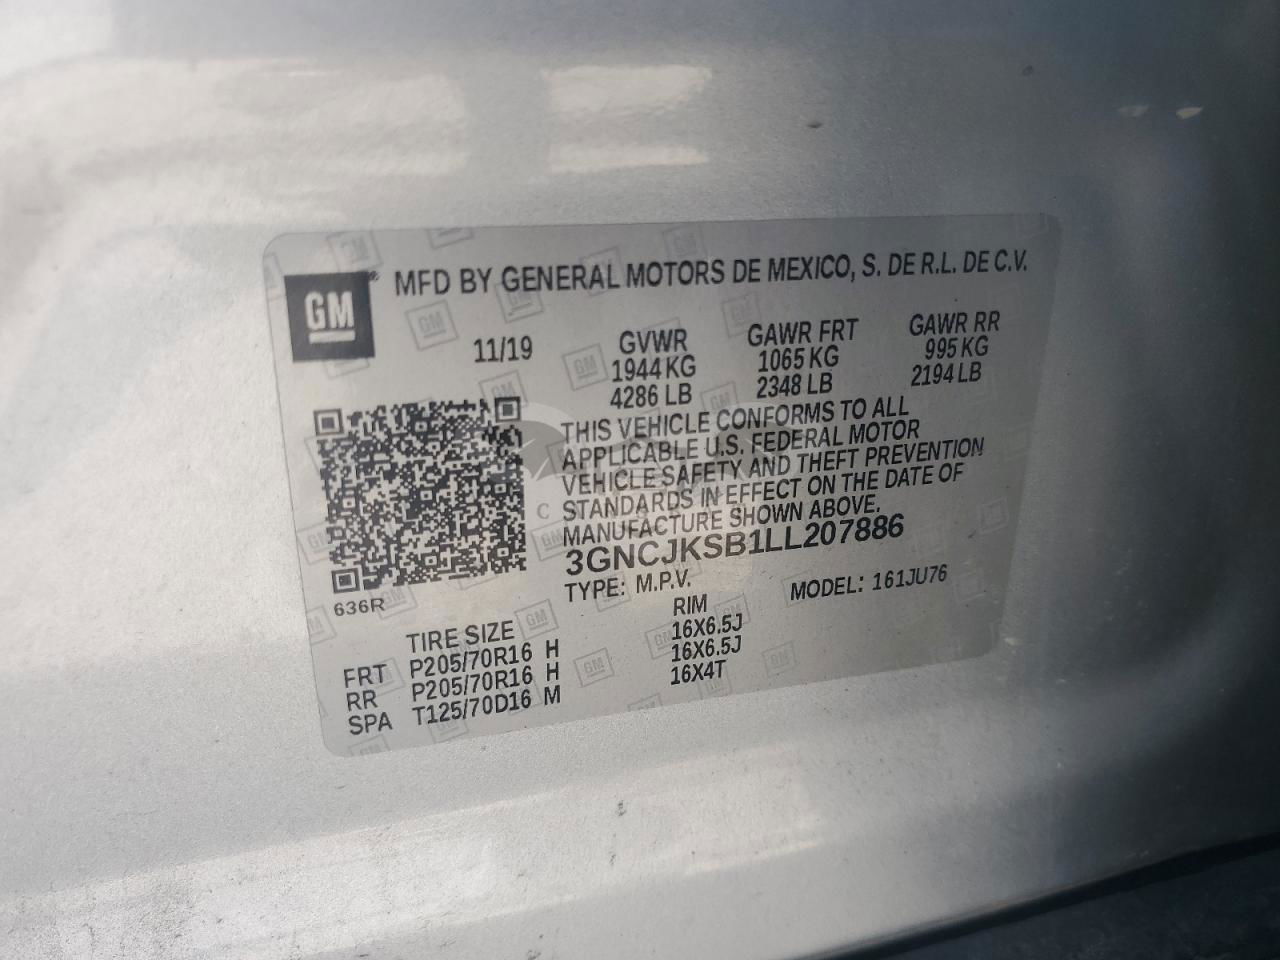 GM
MFD BY GENERAL MOTORS DE MEXICO, S. DE R.L. DE C.V.
11/19 GVWR GAWR FRT GAWR RR
1944 KG 1065 KG 995 KG
4286 LB 2348 LB 2194 LB
THIS VEHICLE CONFORMS TO ALL
APPLICABLE U.S. FEDERAL MOTOR
VEHICLE SAFETY AND THEFT PREVENTION
STANDARDS IN EFFECT ON THE DATE OF
MANUFACTURE SHOWN ABOVE.
3GNCJKSB1LL207886
TYPE: M.P.V. MODEL: 161JU76
636R
TIRE SIZE RIM
FRT P205/70R16 H 16X6.5J
RR P205/70R16 H 16X6.5J
SPA T125/70D16 M 16X4T